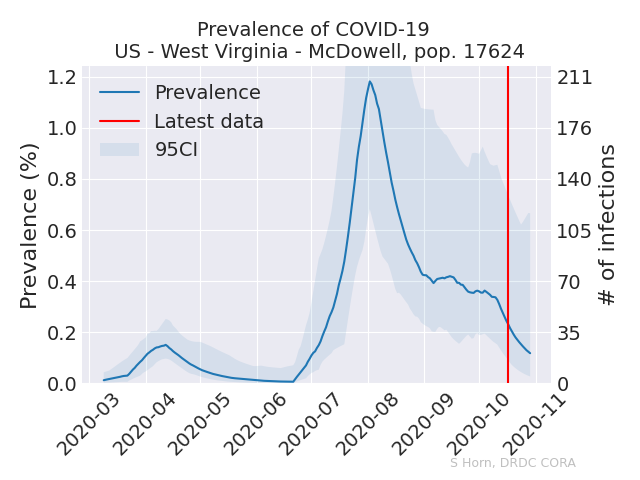 Prevalence of COVID-19
US - West Virginia - McDowell, pop. 17624
Prevalence
Latest data
95CI
Prevalence (%)
1.2
1.0
0.8
0.6
0.4
0.2
0.0
211
176
140
105
70
35
0
# of infections
2020-03
2020-04
2020-05
2020-06
2020-07
2020-08
2020-09
2020-10
2020-11
S Horn, DRDC CORA